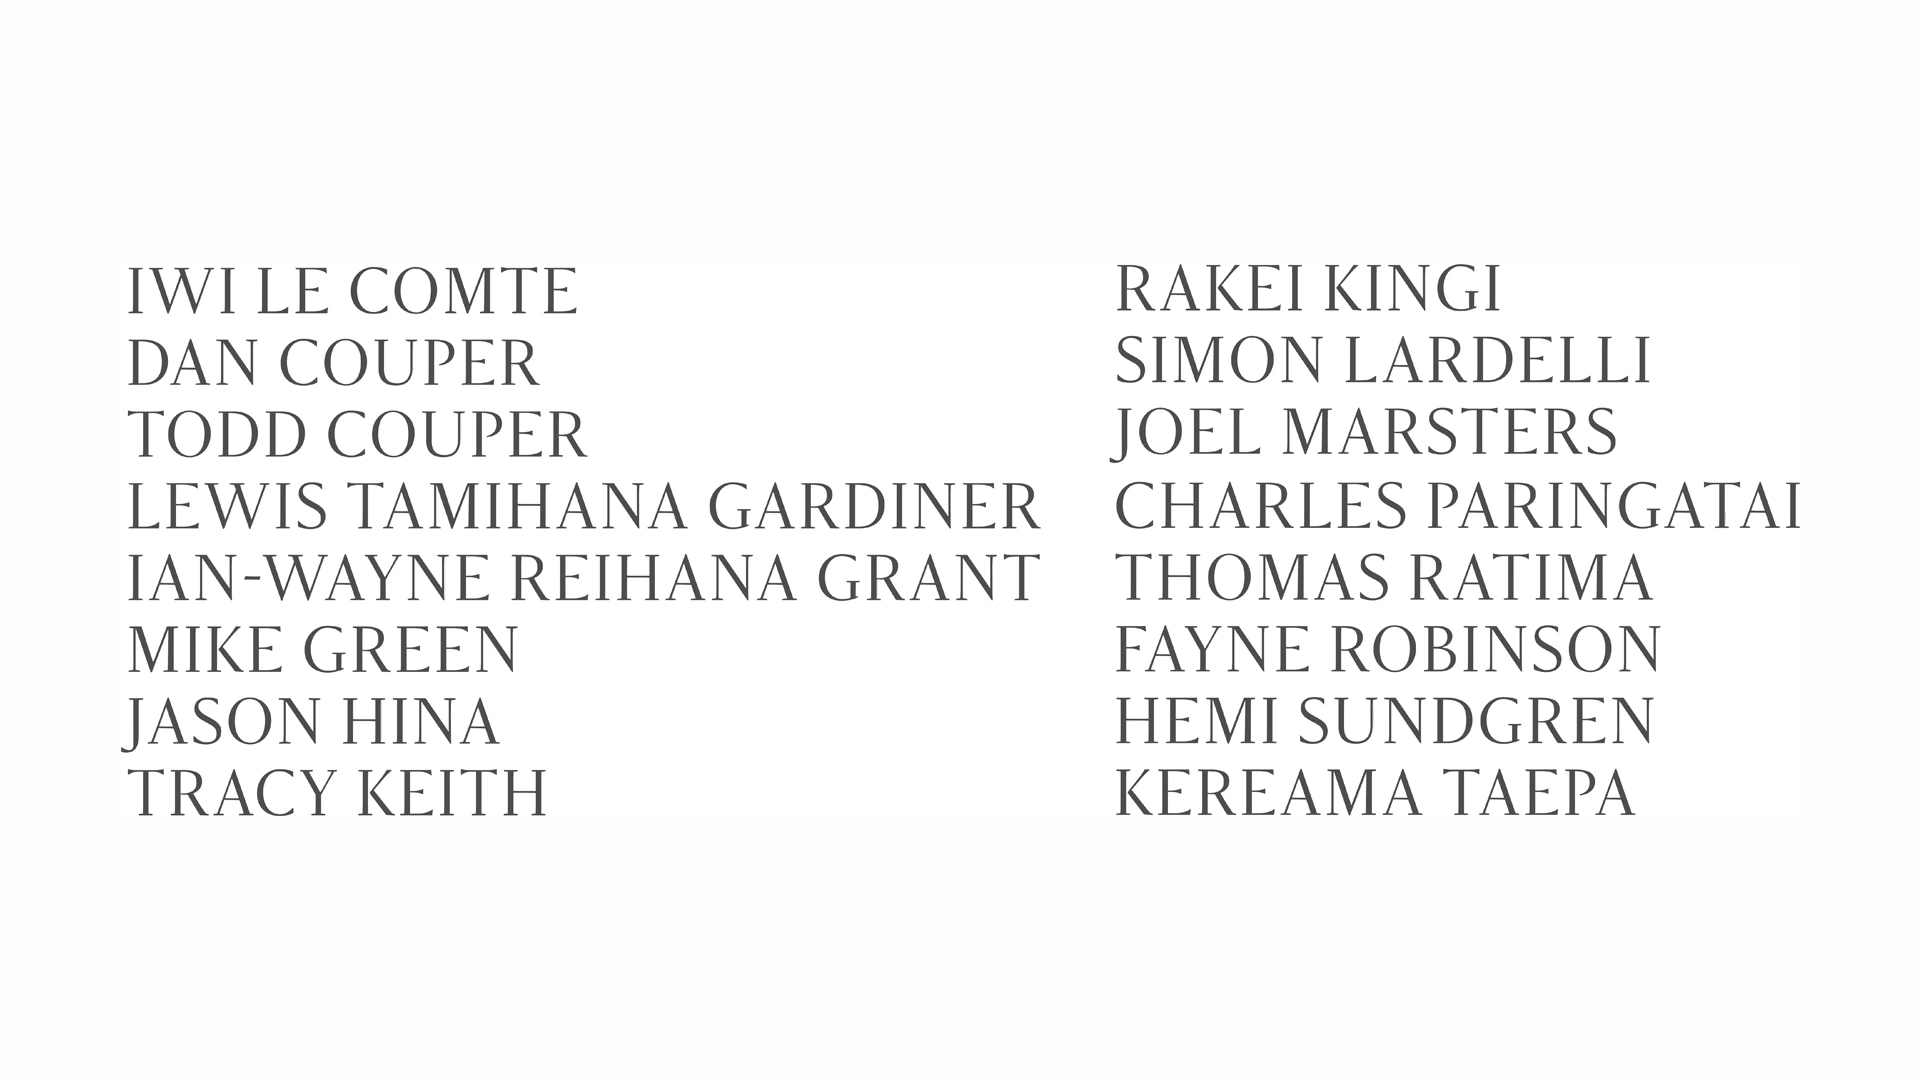 IWI LE COMTE
DAN COUPER
TODD COUPER
LEWIS TAMIHANA GARDINER
IAN-WAYNE REIHANA GRANT
MIKE GREEN
JASON HINA
TRACY KEITH
RAKEI KINGI
SIMON LARDELLI
JOEL MARSTERS
CHARLES PARINGATAI
THOMAS RATIMA
FAYNE ROBINSON
HEMI SUNDGREN
KEREAMA TAEPA